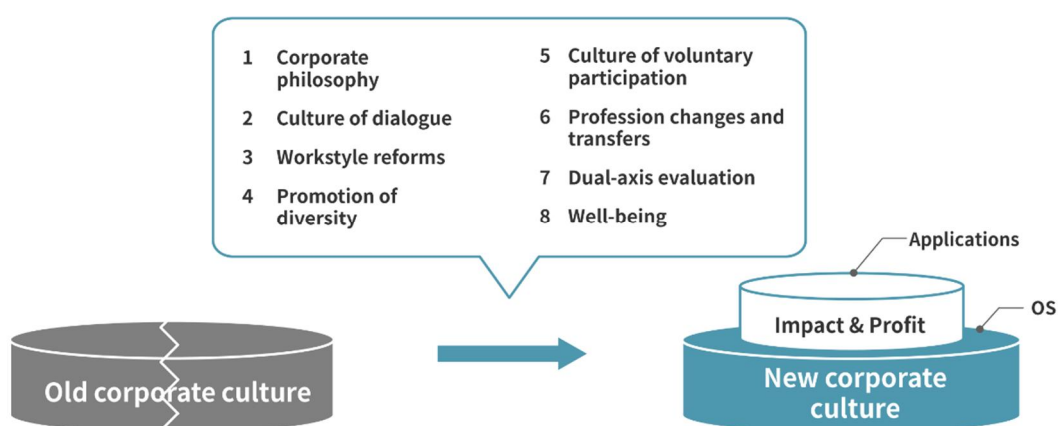 1 Corporate
philosophy
2 Culture of dialogue
3 Workstyle reforms
4 Promotion of
diversity
5 Culture of voluntary
participation
6 Profession changes and
transfers
7 Dual-axis evaluation
8 Well-being
Old corporate culture
Applications
OS
Impact & Profit
New corporate
culture